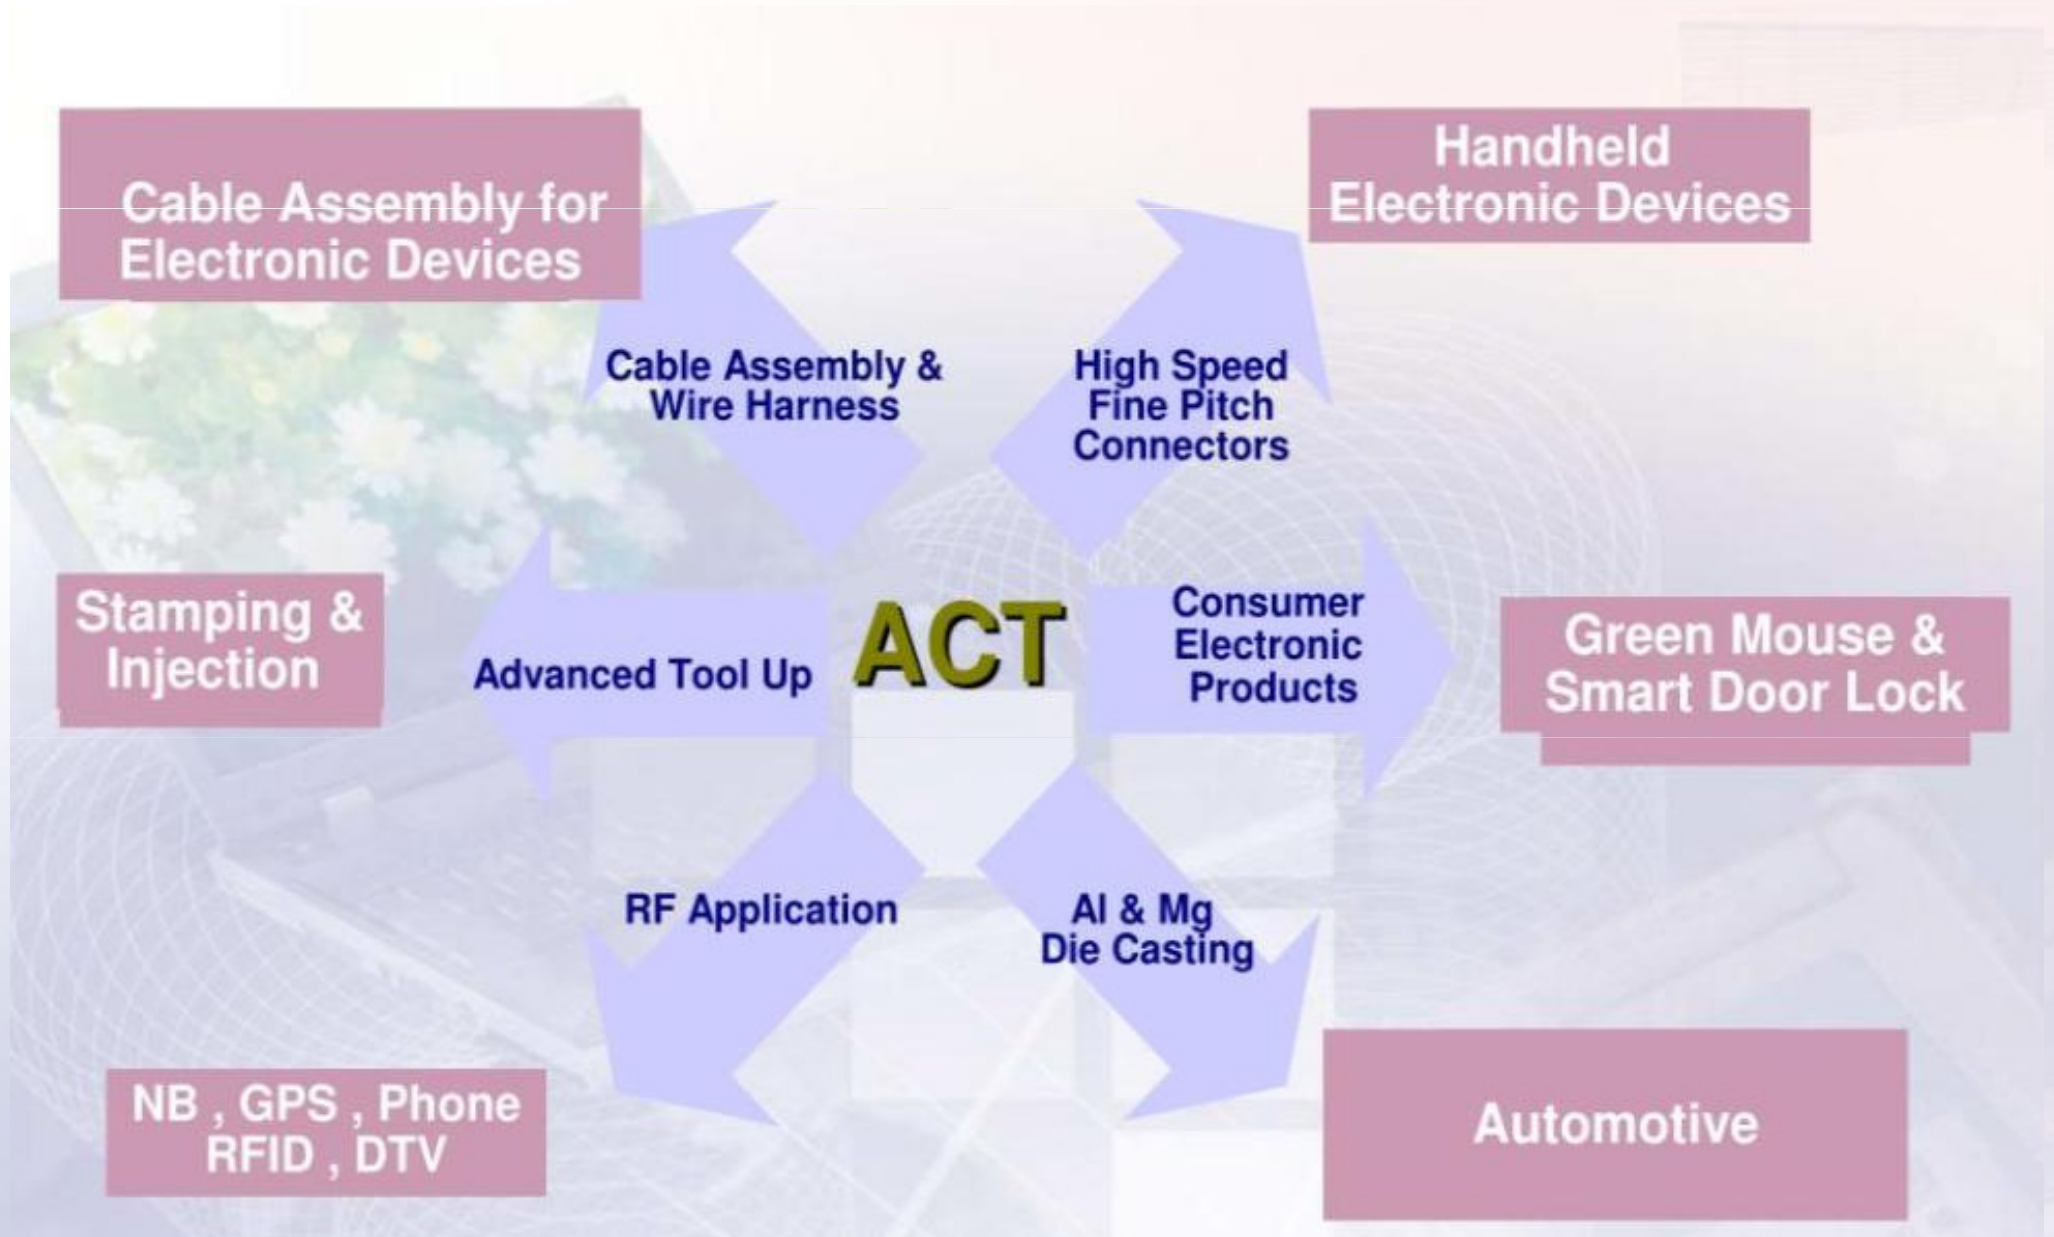 Cable Assembly for
Electronic Devices
Handheld
Electronic Devices
Cable Assembly &
Wire Harness
High Speed
Fine Pitch
Connectors
Stamping &
Injection
Advanced Tool Up
ACT
Consumer
Electronic
Products
Green Mouse &
Smart Door Lock
RF Application
Al & Mg
Die Casting
NB , GPS , Phone
RFID , DTV
Automotive